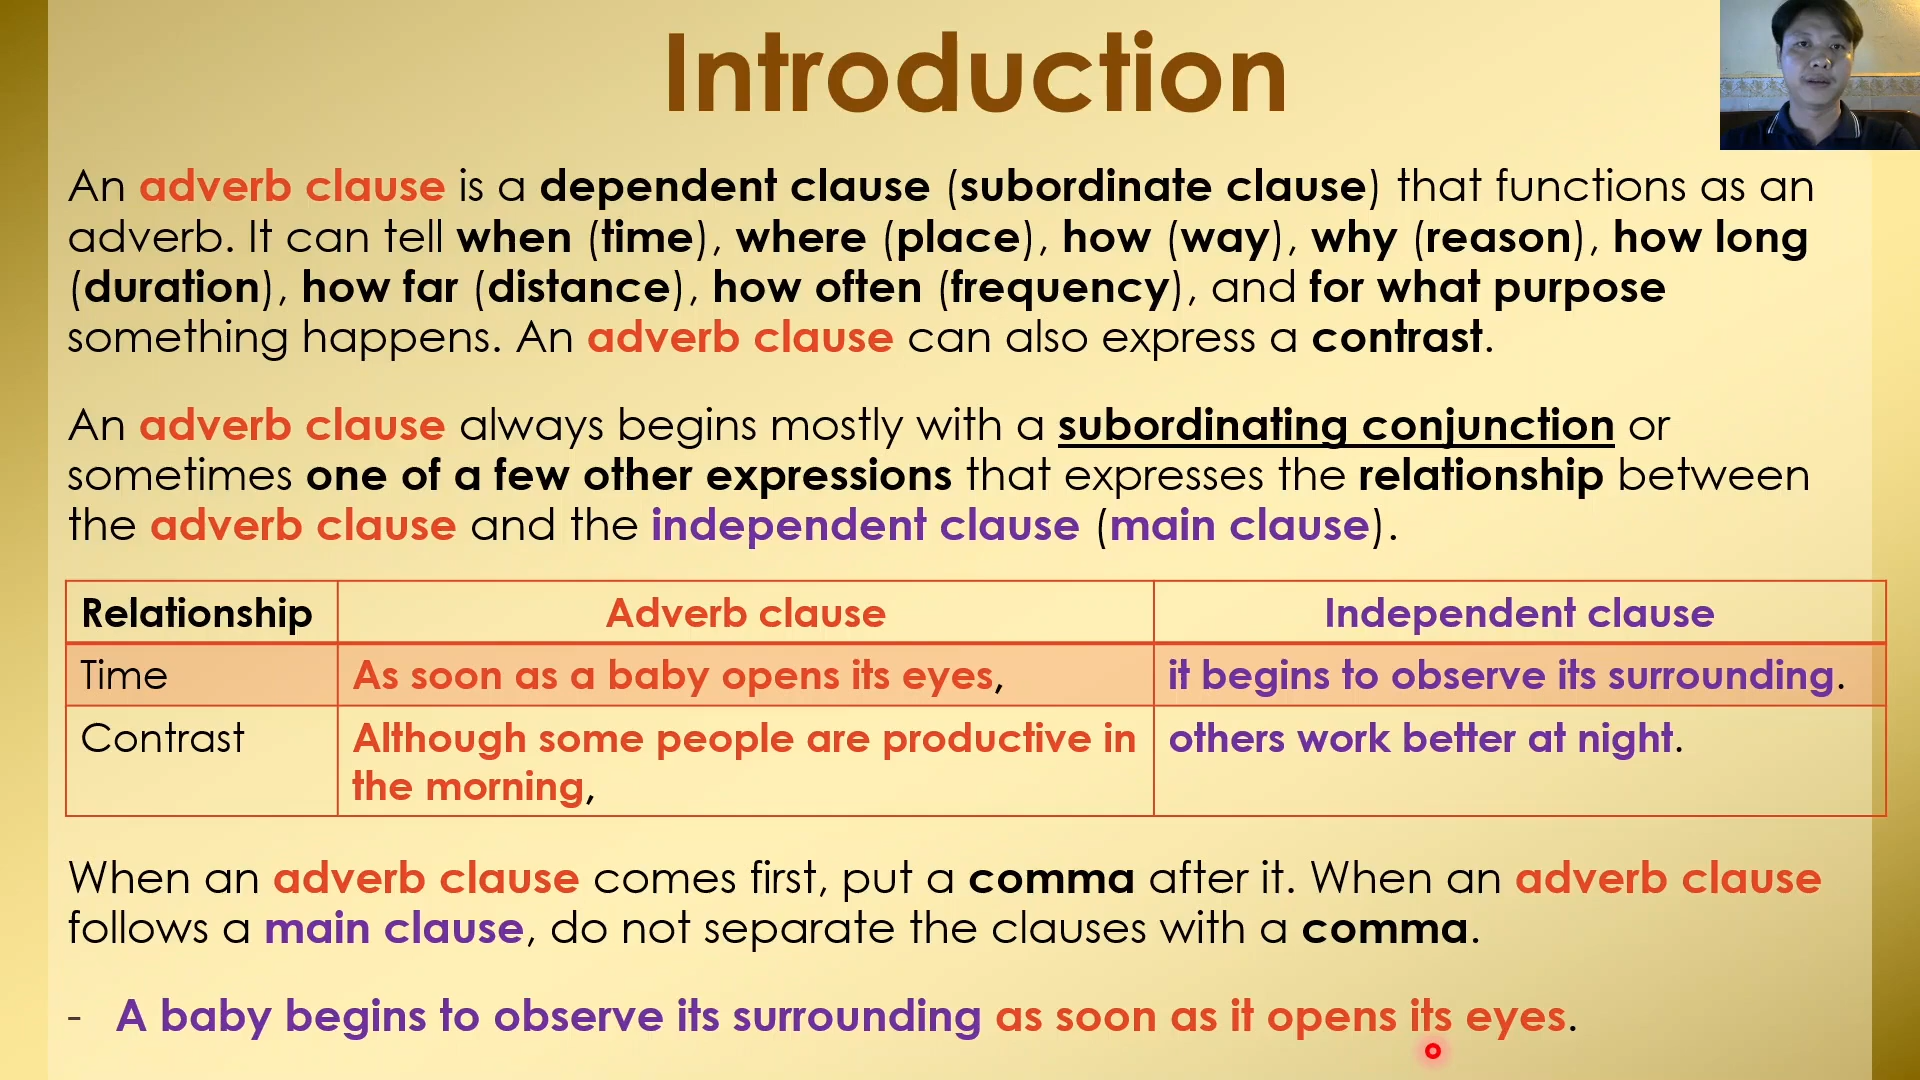 Introduction
An adverb clause is a dependent clause (subordinate clause) that functions as an
adverb. It can tell when (time), where (place), how (way), why (reason), how long
(duration), how far (distance), how often (frequency), and for what purpose
something happens. An adverb clause can also express a contrast.
An adverb clause always begins mostly with a subordinating conjunction or
sometimes one of a few other expressions that expresses the relationship between
the adverb clause and the independent clause (main clause).
Relationship Adverb clause Independent clause
Time As soon as a baby opens its eyes, it begins to observe its surrounding.
Contrast Although some people are productive in others work better at night.
the morning,
When an adverb clause comes first, put a comma after it. When an adverb clause
follows a main clause, do not separate the clauses with a comma.
- A baby begins to observe its surrounding as soon as it opens its eyes.